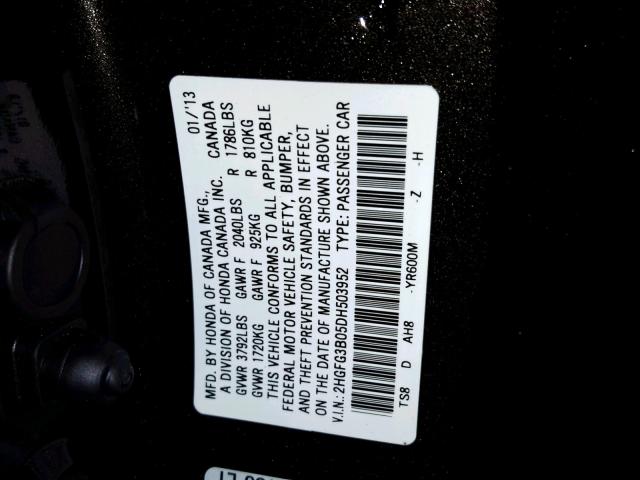 MFD. BY HONDA OF CANADA MFG., 01/'13
A DIVISION OF HONDA CANADA INC. CANADA
GVWR 3792LBS GAWR F 2040LBS R 1786LBS
GVWR 1720KG GAWR F 925KG R 810KG
THIS VEHICLE CONFORMS TO ALL APPLICABLE
FEDERAL MOTOR VEHICLE SAFETY, BUMPER,
AND THEFT PREVENTION STANDARDS IN EFFECT
ON THE DATE OF MANUFACTURE SHOWN ABOVE.
V.I.N.: 2HGFG3B05DH503952 TYPE: PASSENGER CAR
TS8 D AH8 -YR600M -Z -H